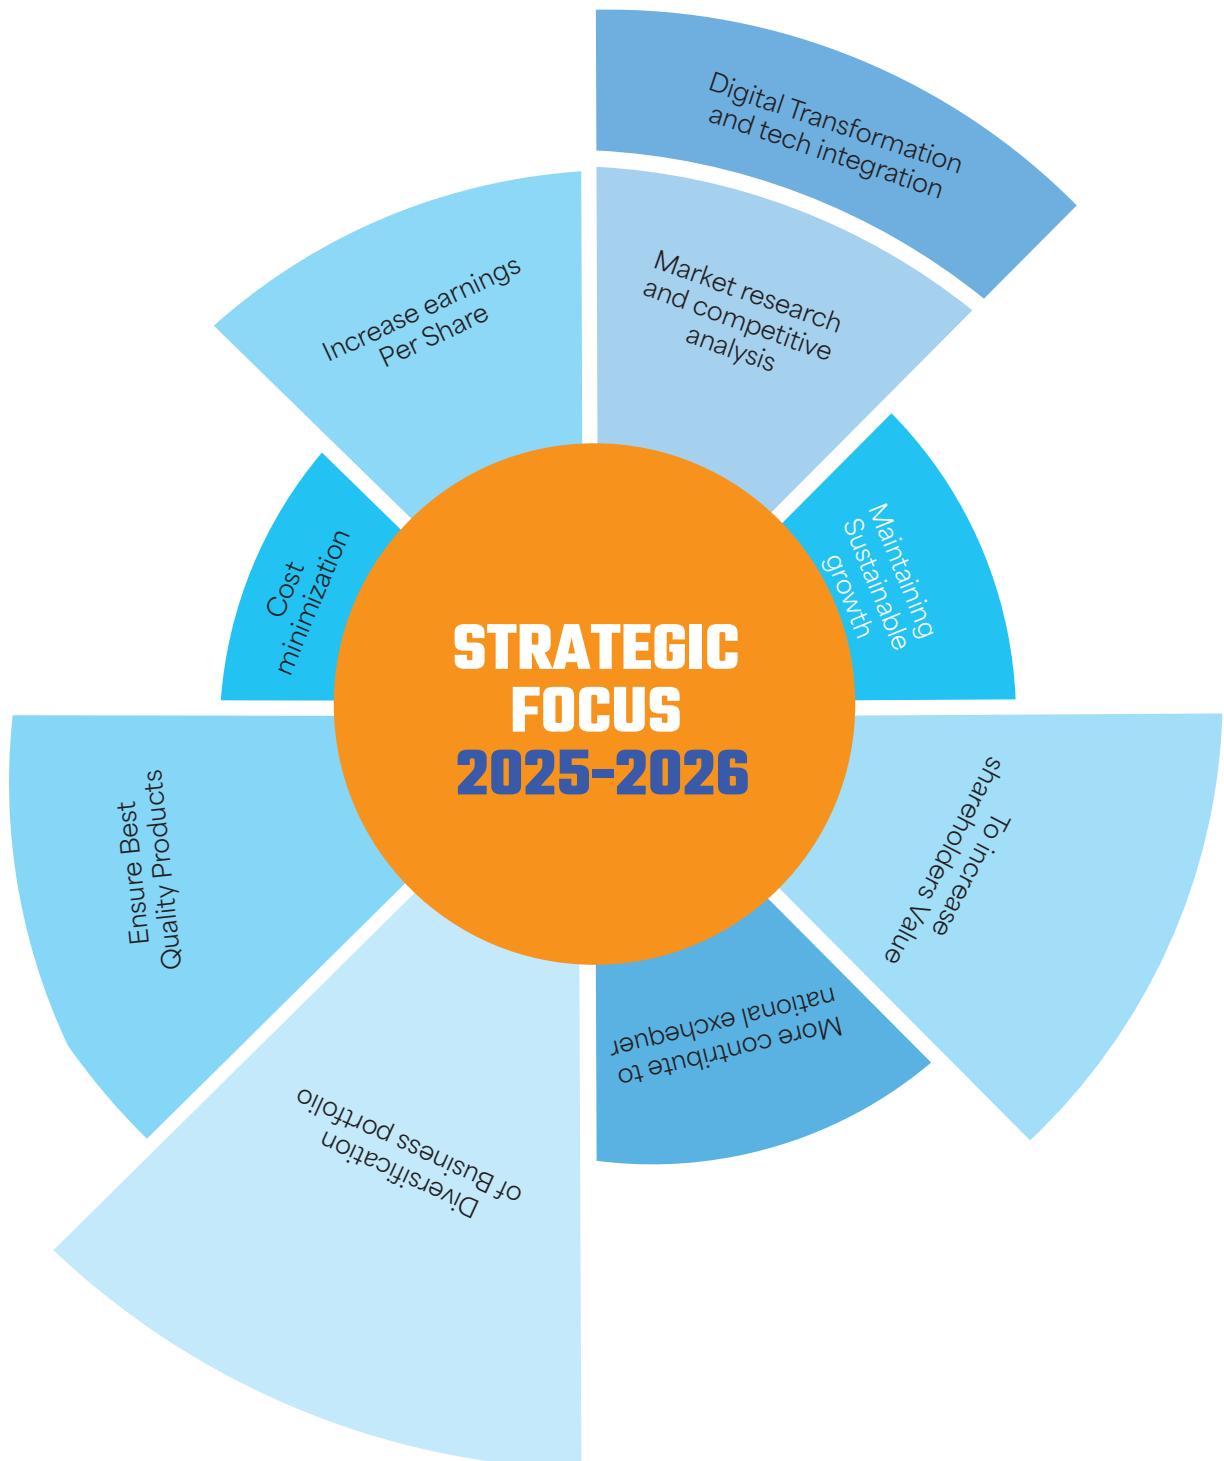 Digital Transformation
and tech integration
Market research
and competitive
analysis
Maintaining
Sustainable
growth
To increase
shareholders Value
More contribute to
national exchequer
Diversification
of Business portfolio
Ensure Best
Quality Products
Cost
minimization
Increase earnings
Per Share
STRATEGIC
FOCUS
2025-2026